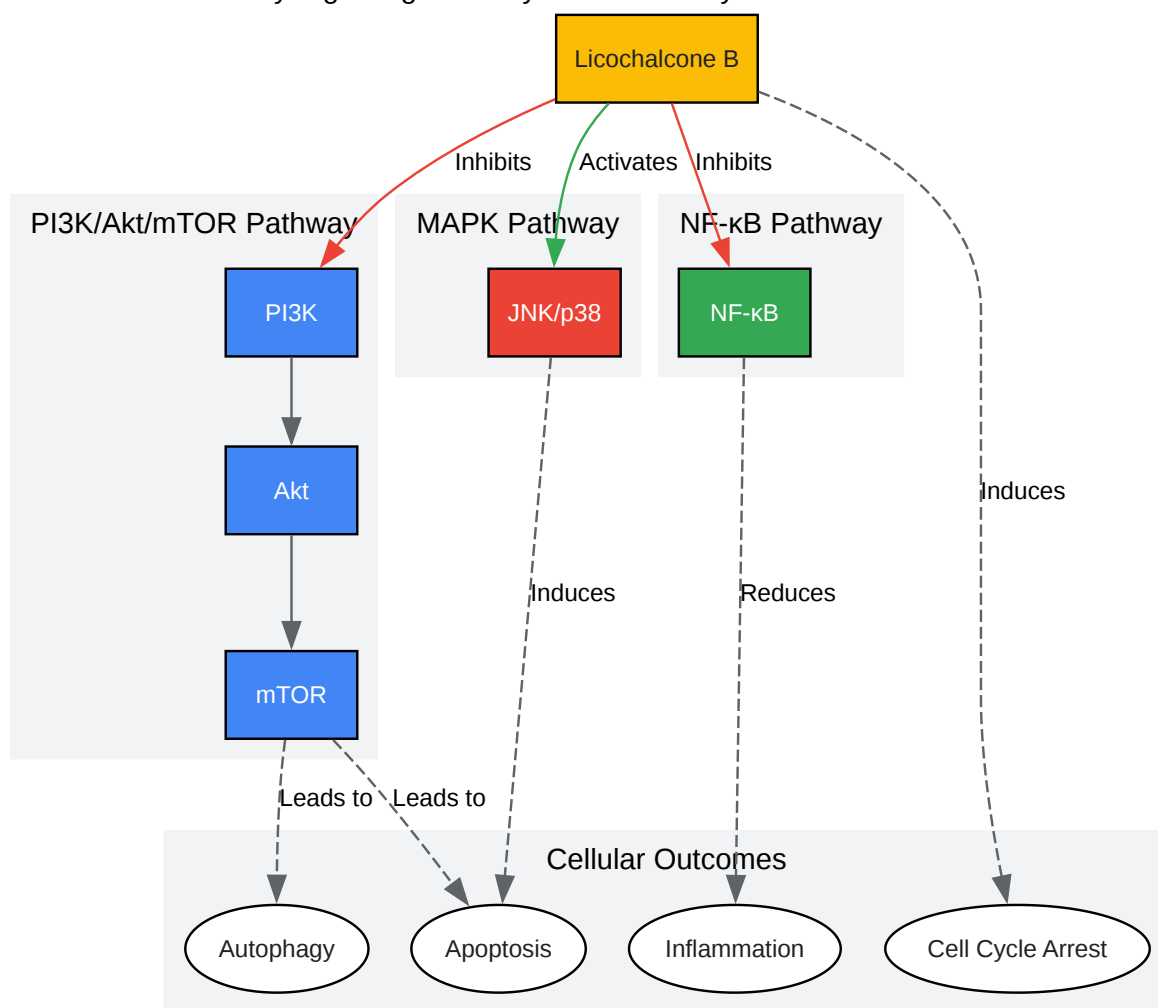 Licochalcone B
Inhibits
Activates
Inhibits
PI3K/Akt/mTOR Pathway
MAPK Pathway
NF-κB Pathway
PI3K
JNK/p38
NF-κB
Akt
Induces
Induces
Reduces
mTOR
Leads to
Leads to
Cellular Outcomes
Autophagy
Apoptosis
Inflammation
Cell Cycle Arrest